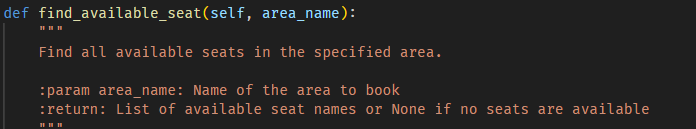 def find_available_seat(self, area_name):
"""
Find all available seats in the specified area.
:param area_name: Name of the area to book
:return: List of available seat names or None if no seats are available
"""